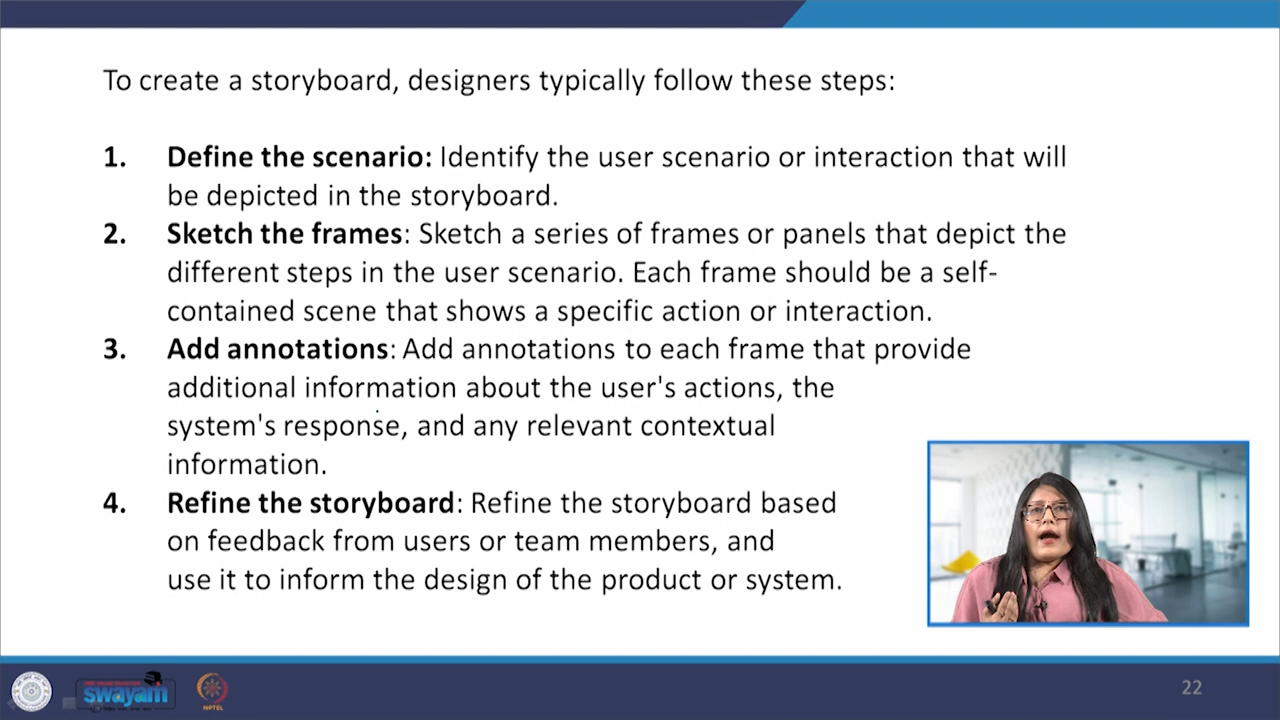 To create a storyboard, designers typically follow these steps:
1. Define the scenario: Identify the user scenario or interaction that will
be depicted in the storyboard.
2. Sketch the frames: Sketch a series of frames or panels that depict the
different steps in the user scenario. Each frame should be a self-
contained scene that shows a specific action or interaction.
3. Add annotations: Add annotations to each frame that provide
additional information about the user's actions, the
system's response, and any relevant contextual
information.
4. Refine the storyboard: Refine the storyboard based
on feedback from users or team members, and
use it to inform the design of the product or system.
swayam
NPTEL
22